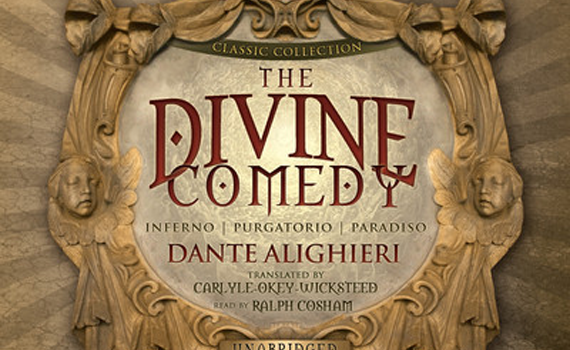 CLASSIC COLLECTION
THE
DIVINE
COMEDY
INFERNO | PURGATORIO | PARADISO
DANTE ALIGHIERI
TRANSLATED BY
CARLYLE-OKEY-WICKSTEED
READ BY RALPH COSHAM
UNABRIDGED